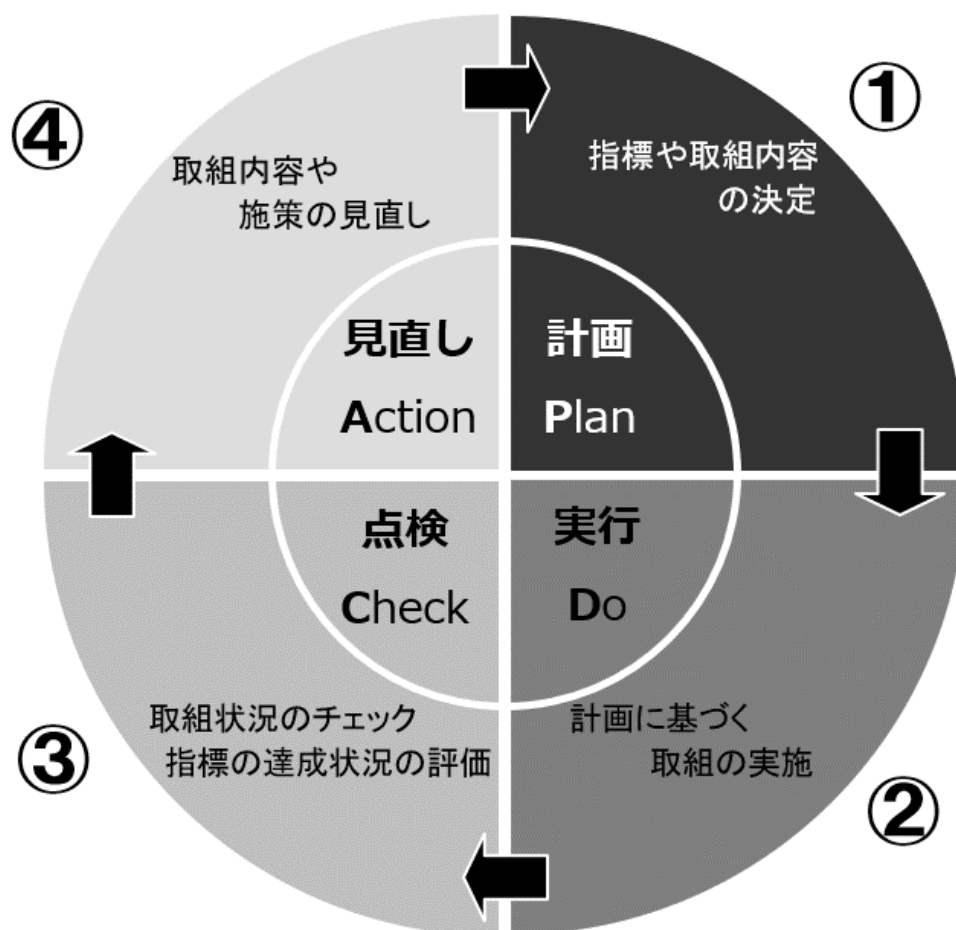 ①
指標や取組内容
の決定
計画
Plan
②
実行
Do
計画に基づく
取組の実施
③
点検
Check
取組状況のチェック
指標の達成状況の評価
④
取組内容や
施策の見直し
見直し
Action